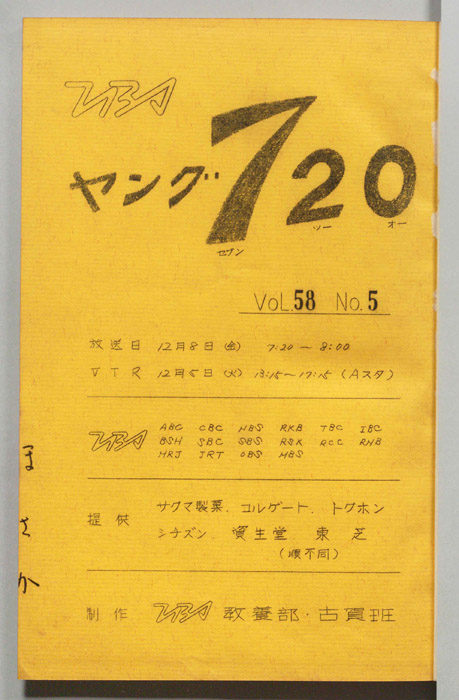 TBS
ヤング720
セブン ツー オー
VOL.58 No.5
放送日 12月8日(金) 7:20～8:00
VTR 12月5日(火) 13:15～17:15 (Aスタ)
TBS
ABC CBC HBS RKB TBC IBC
BSN SBC SBS RSK RCC RNB
MRT JRT OBS MBS
提供
サクマ製菓. コルゲート. トクホン
シチズン. 資生堂 東芝
(順不同)
制作 TBS 教養部・古賀班
ほさか